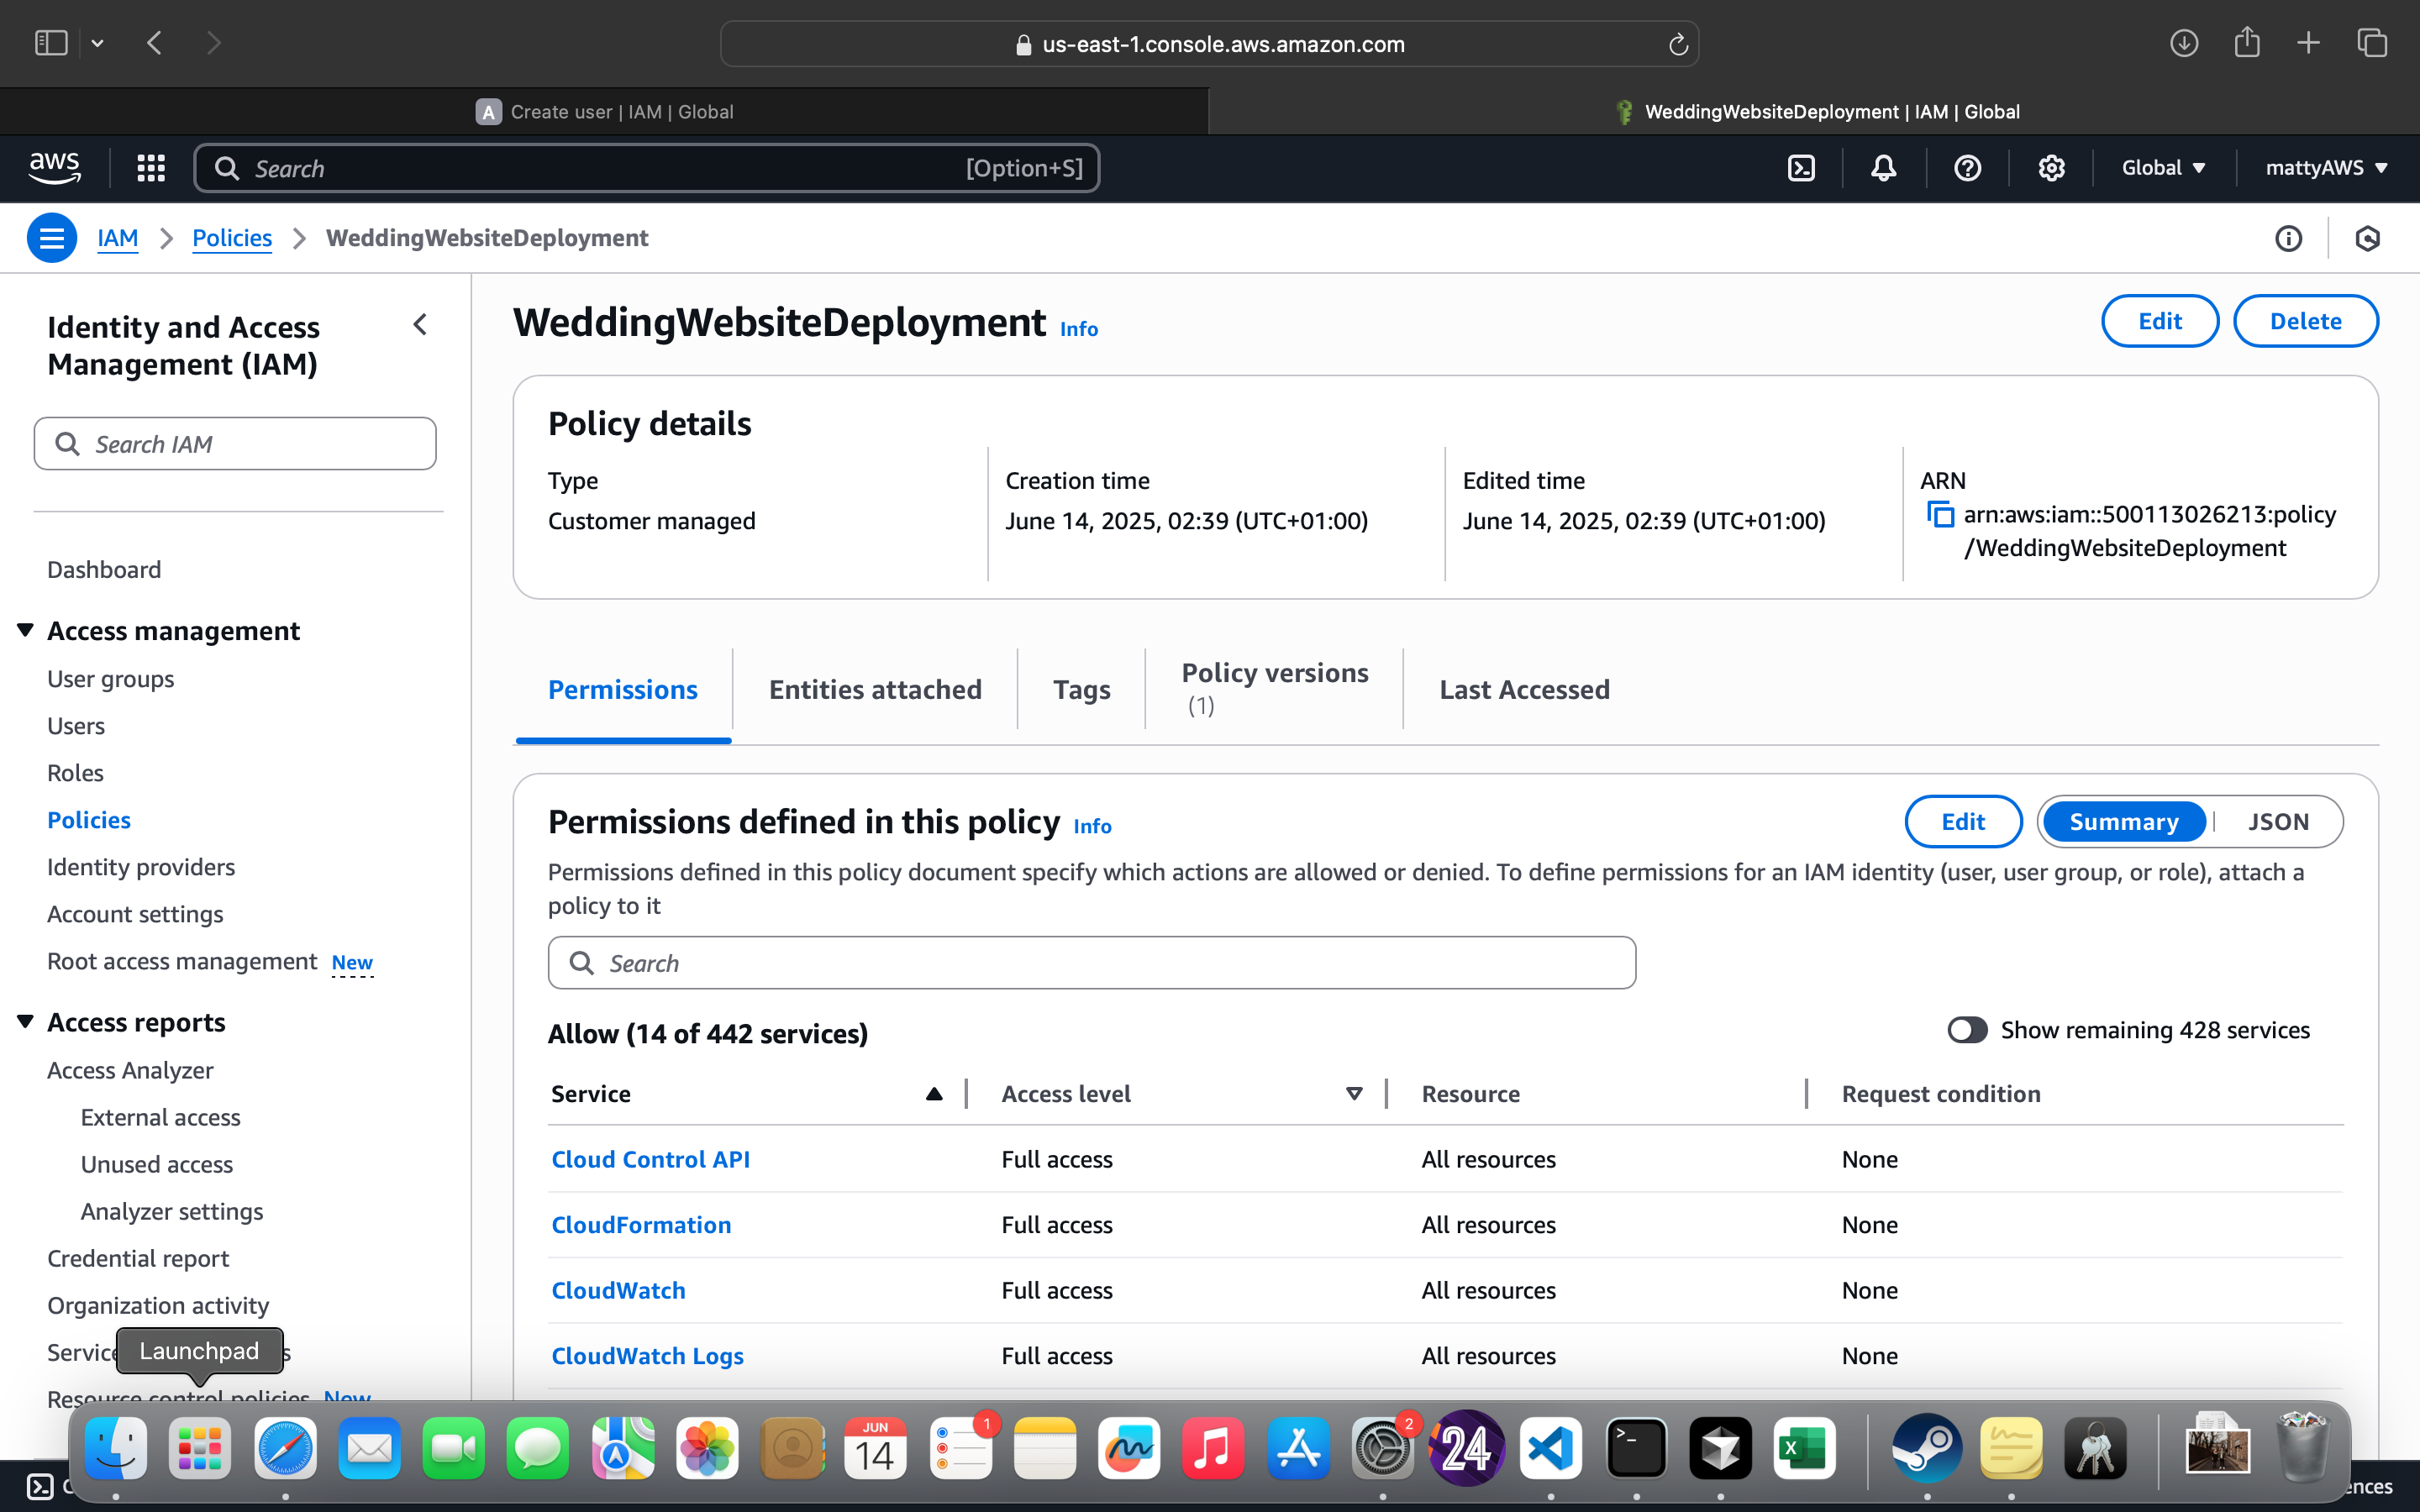 us-east-1.console.aws.amazon.com
A Create user | IAM | Global
WeddingWebsiteDeployment | IAM | Global
aws
Search [Option+S]
Global
mattyAWS
IAM
Policies
WeddingWebsiteDeployment
Identity and Access
Management (IAM)
Search IAM
Dashboard
Access management
User groups
Users
Roles
Policies
Identity providers
Account settings
Root access management New
Access reports
Access Analyzer
External access
Unused access
Analyzer settings
Credential report
Organization activity
Service
Launchpad
Resource control policies New
WeddingWebsiteDeployment Info
Edit
Delete
Policy details
Type
Customer managed
Creation time
June 14, 2025, 02:39 (UTC+01:00)
Edited time
June 14, 2025, 02:39 (UTC+01:00)
ARN
arn:aws:iam::500113026213:policy
/WeddingWebsiteDeployment
Permissions
Entities attached
Tags
Policy versions
(1)
Last Accessed
Permissions defined in this policy Info
Edit
Summary
JSON
Permissions defined in this policy document specify which actions are allowed or denied. To define permissions for an IAM identity (user, user group, or role), attach a
policy to it
Search
Allow (14 of 442 services)
Show remaining 428 services
Service Access level Resource Request condition
Cloud Control API Full access All resources None
CloudFormation Full access All resources None
CloudWatch Full access All resources None
CloudWatch Logs Full access All resources None
JUN
14
1
2
24